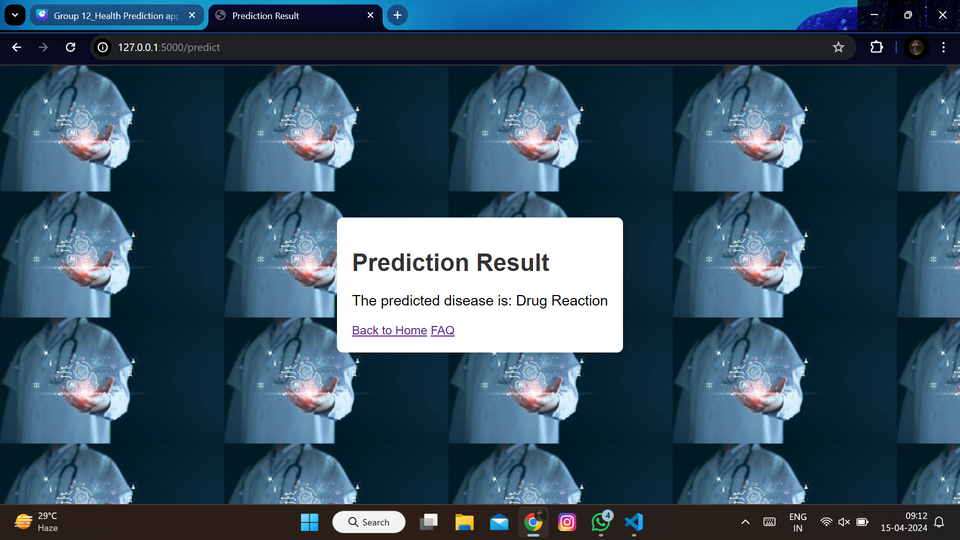 Group 12_Health Prediction app
Prediction Result
127.0.0.1:5000/predict
Prediction Result
The predicted disease is: Drug Reaction
Back to Home FAQ
29°C
Haze
Search
4
ENG
IN
09:12
15-04-2024